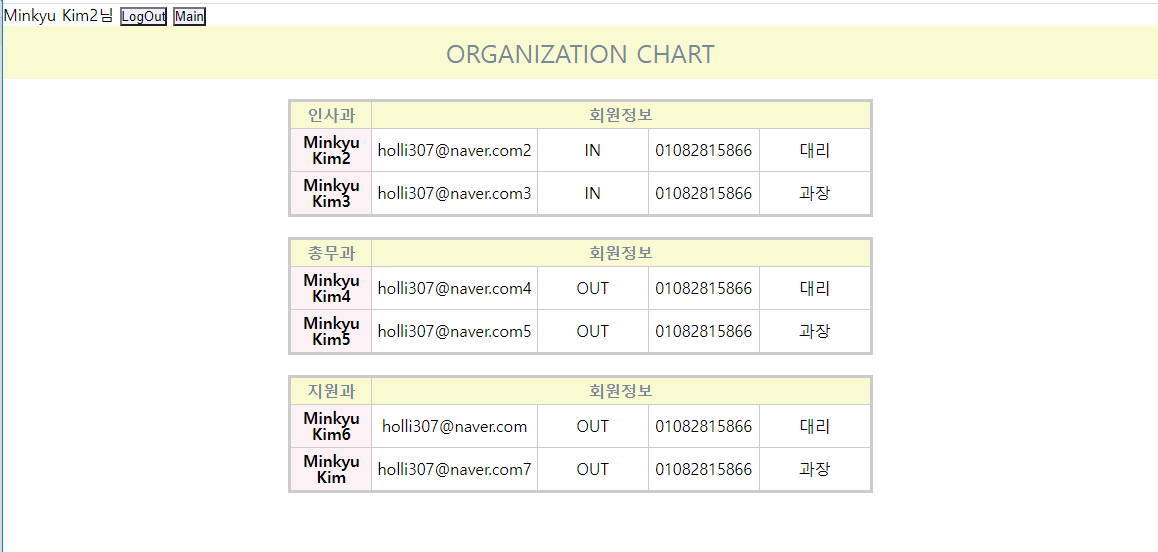 Minkyu Kim2님 LogOut Main
ORGANIZATION CHART
인사과 회원정보
Minkyu Kim2 holli307@naver.com2 IN 01082815866 대리
Minkyu Kim3 holli307@naver.com3 IN 01082815866 과장
총무과 회원정보
Minkyu Kim4 holli307@naver.com4 OUT 01082815866 대리
Minkyu Kim5 holli307@naver.com5 OUT 01082815866 과장
지원과 회원정보
Minkyu Kim6 holli307@naver.com OUT 01082815866 대리
Minkyu Kim holli307@naver.com7 OUT 01082815866 과장